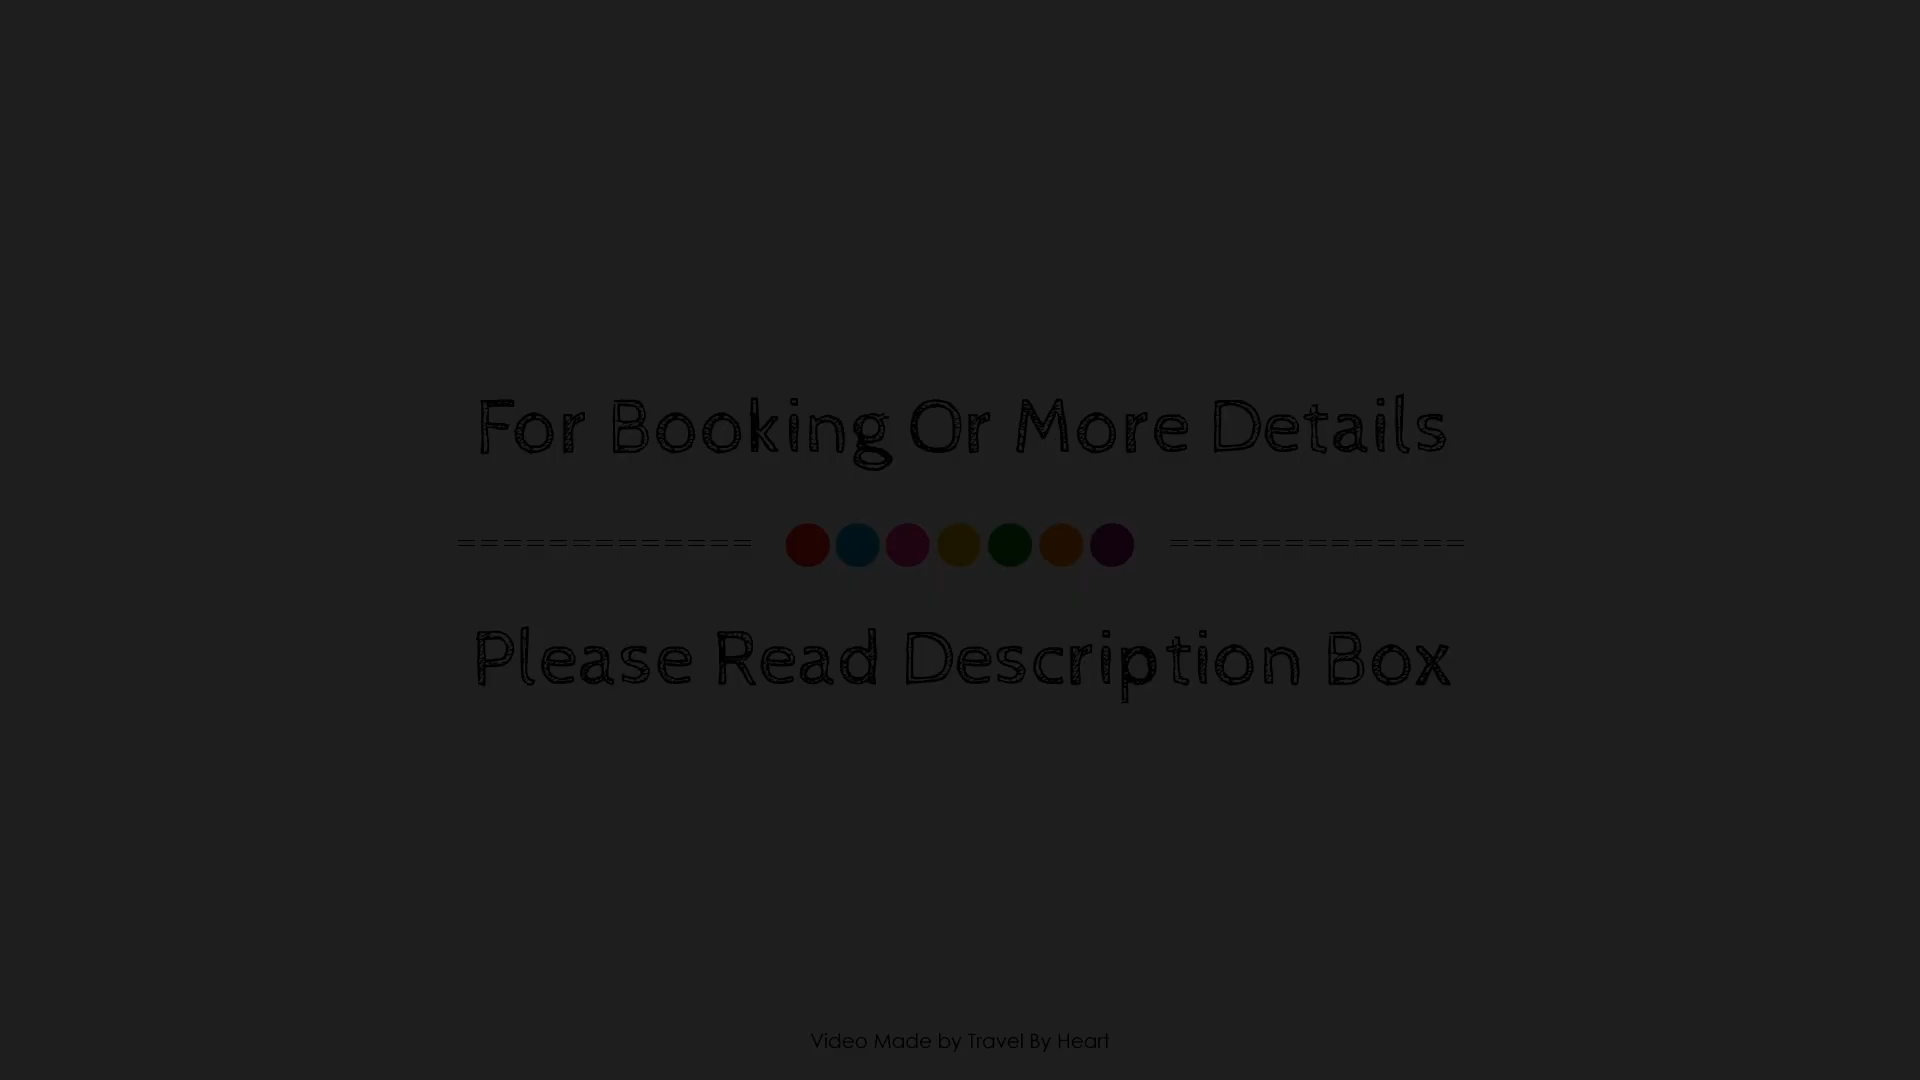 For Booking Or More Details
============= =============
Please Read Description Box
Video Made by Travel By Heart